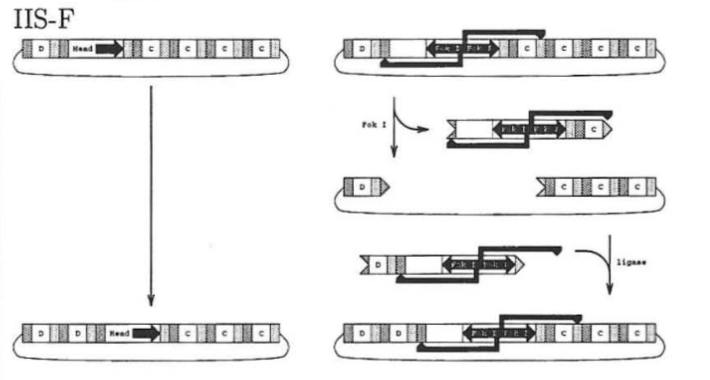 IIS-F
D Head C C C C
D Fok I Fok I C C C C
Fok I
Fok I Fok I C
D C C C
D Fok I Fok I
ligase
D D Head C C C
D D Fok I Fok I C C C